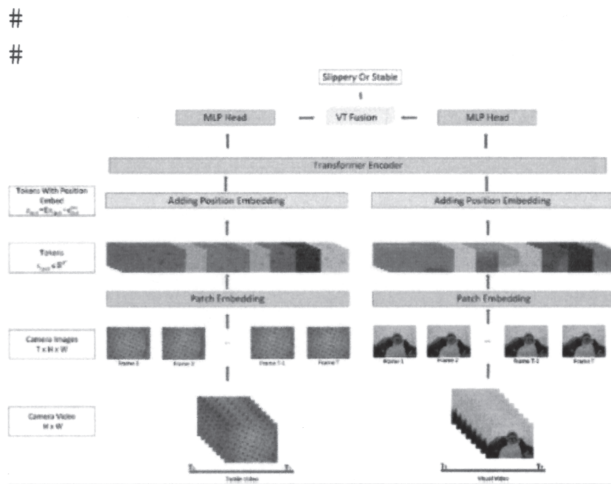 #
#
Slippery Or Stable
MLP Head
VT Fusion
MLP Head
Transformer Encoder
Tokens With Position
Embed
Adding Position Embedding
Adding Position Embedding
Tokens
Patch Embedding
Patch Embedding
Camera Images
T x H x W
Frame 1
Frame 2
Frame T-1
Frame T
Frame 1
Frame 2
Frame T-1
Frame T
Camera Video
H x W
Tactile Video
Visual Video